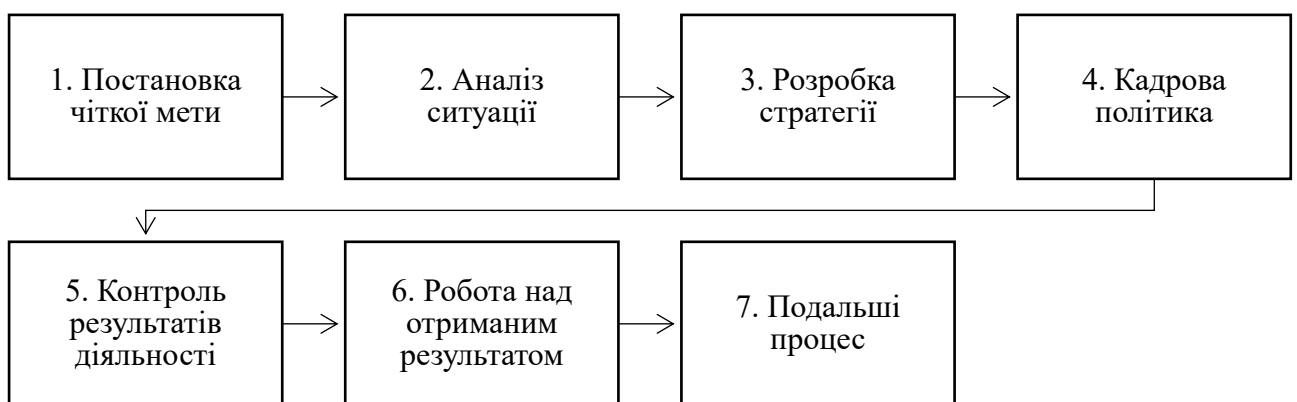 1. Постановка
чіткої мети
2. Аналіз
ситуації
3. Розробка
стратегії
4. Кадрова
політика
5. Контроль
результатів
діяльності
6. Робота над
отриманим
результатом
7. Подальші
процес